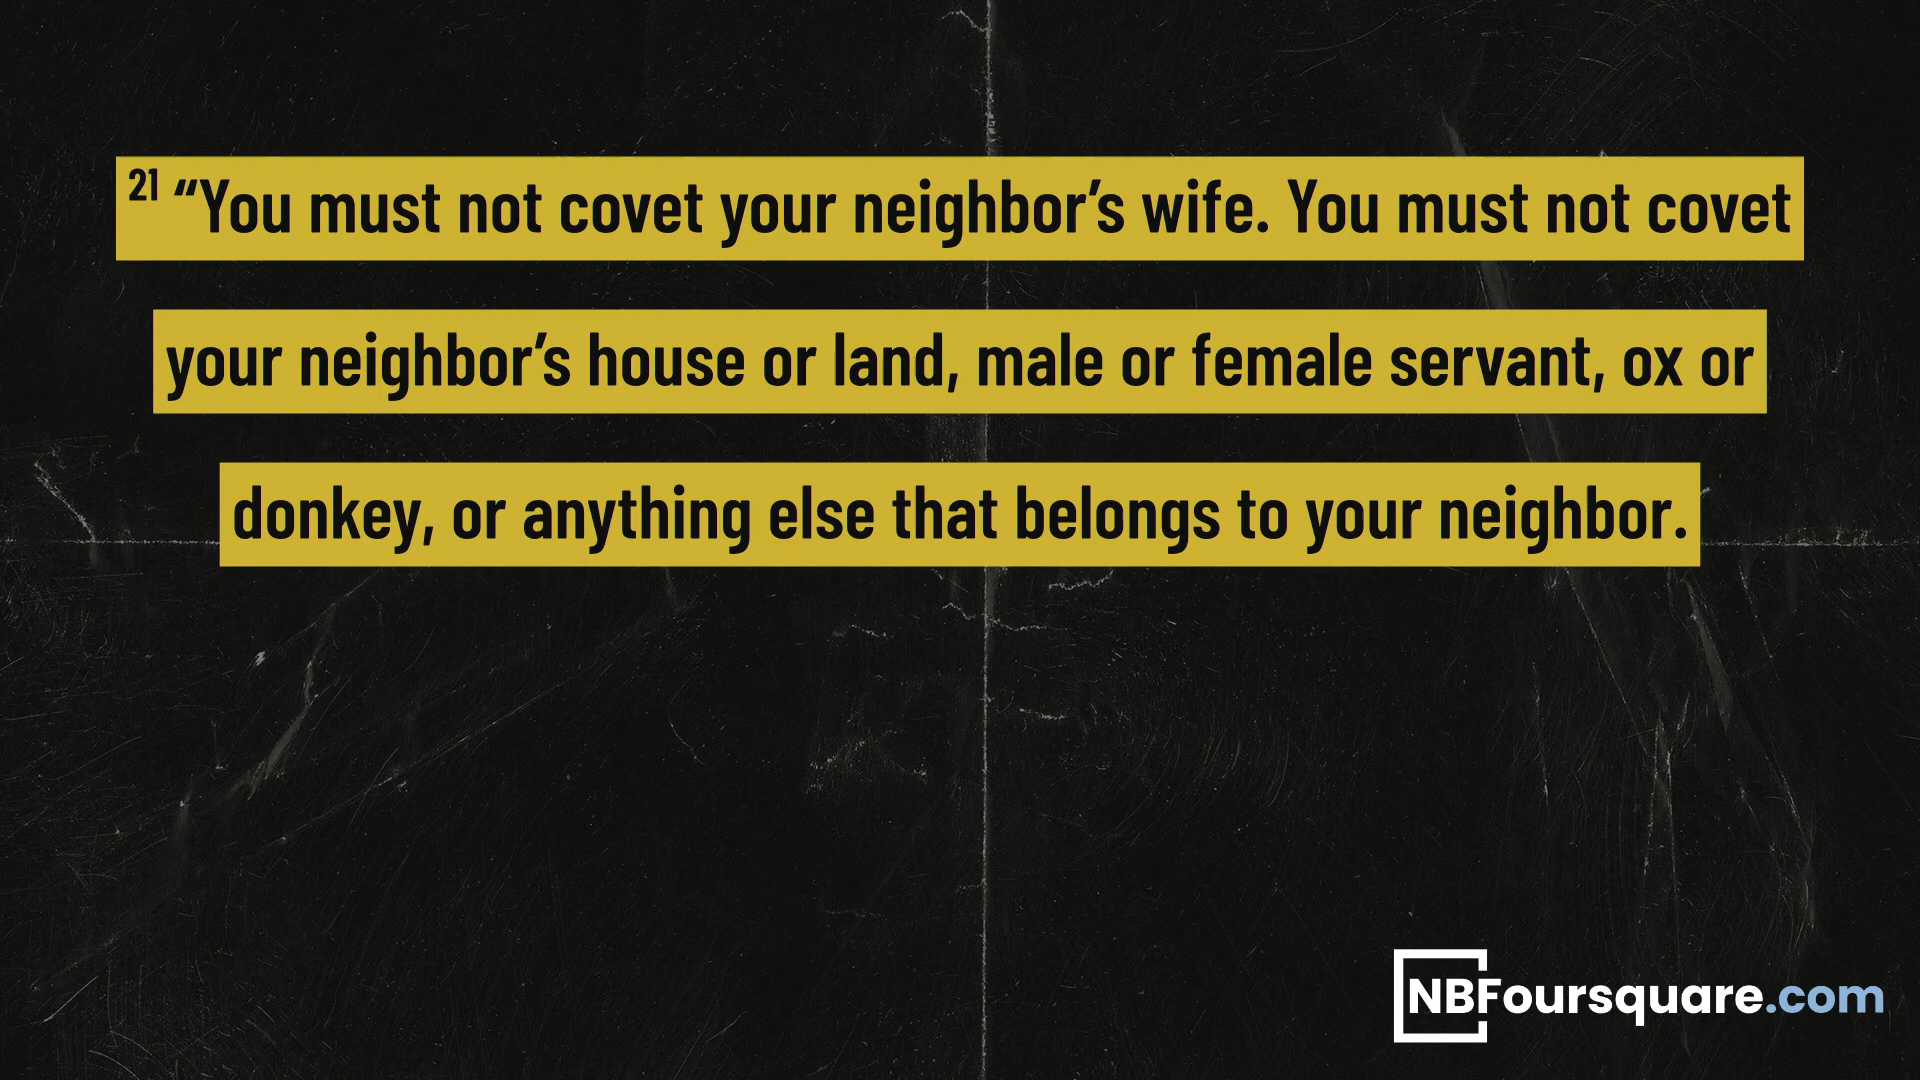 21 “You must not covet your neighbor’s wife. You must not covet
your neighbor’s house or land, male or female servant, ox or
donkey, or anything else that belongs to your neighbor.
NBFoursquare.com